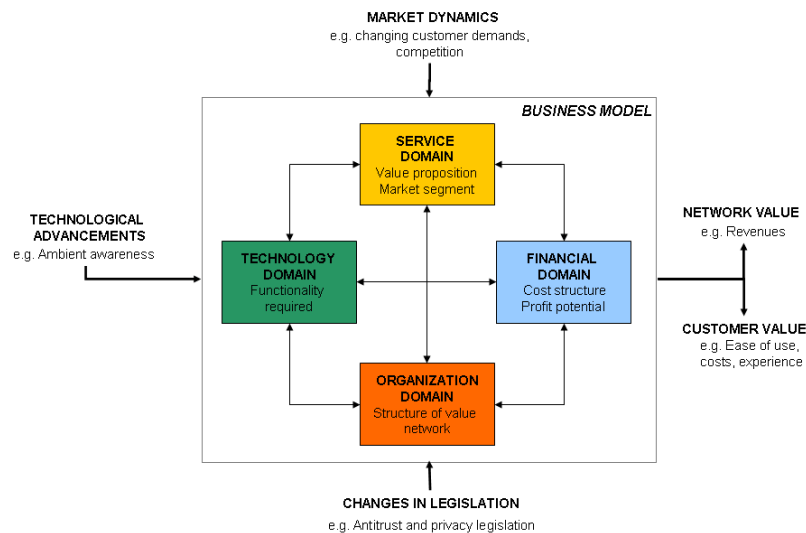 MARKET DYNAMICS
e.g. changing customer demands,
competition
BUSINESS MODEL
SERVICE
DOMAIN
Value proposition
Market segment
TECHNOLOGICAL
ADVANCEMENTS
e.g. Ambient awareness
TECHNOLOGY
DOMAIN
Functionality
required
FINANCIAL
DOMAIN
Cost structure
Profit potential
NETWORK VALUE
e.g. Revenues
CUSTOMER VALUE
e.g. Ease of use,
costs, experience
ORGANIZATION
DOMAIN
Structure of value
network
CHANGES IN LEGISLATION
e.g. Antitrust and privacy legislation